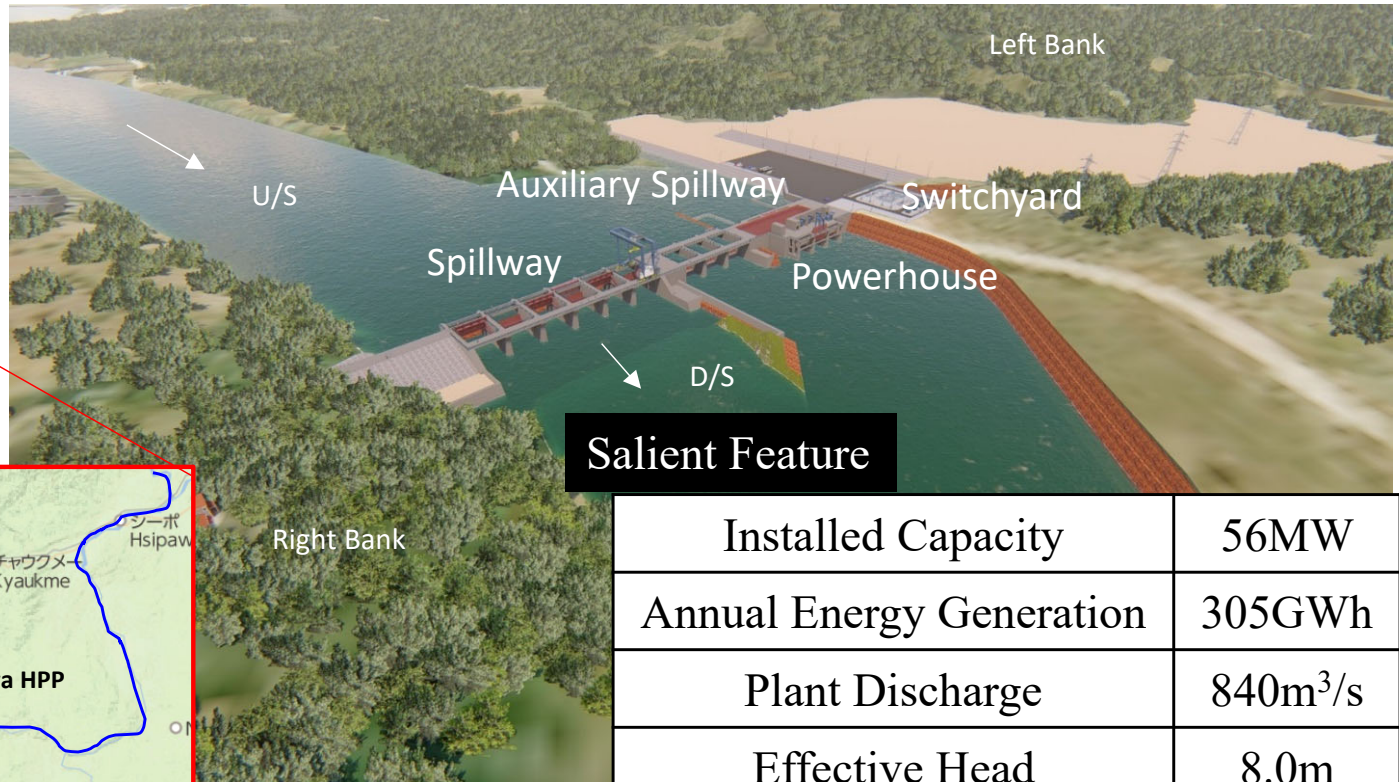 Left Bank
U/S
Auxiliary Spillway
Switchyard
Spillway
Powerhouse
D/S
Salient Feature
Right Bank
シーポ
Hsipaw
チャウクメー
Kyaukme
HPP
Installed Capacity 56MW
Annual Energy Generation 305GWh
Plant Discharge 840m³/s
Effective Head 8.0m